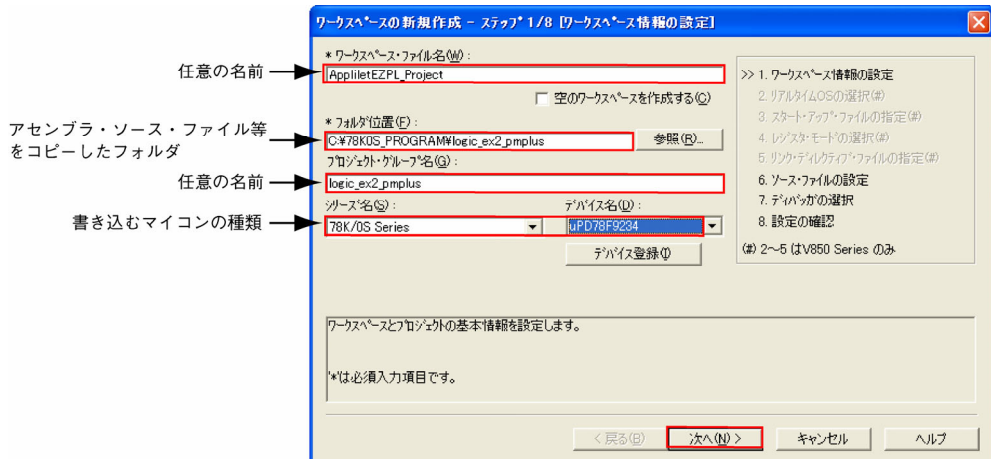 ワークスペースの新規作成 - ステップ 1/8 [ワークスペース情報の設定]
* ワークスペース・ファイル名(W) :
任意の名前
AppliletEZPL_Project
空のワークスペースを作成する(C)
* フォルダ位置(F) :
アセンブラ・ソース・ファイル等
をコピーしたフォルダ
C:¥78K0S_PROGRAM¥logic_ex2_pmplus
参照(R)...
プロジェクト・グループ名(G) :
任意の名前
logic_ex2_pmplus
シリーズ名(S) :
デバイス名(D) :
書き込むマイコンの種類
78K/0S Series
uPD78F9234
デバイス登録(I)
>> 1. ワークスペース情報の設定
2. リアルタイムOSの選択(#)
3. スタート・アップ・ファイルの指定(#)
4. レジスタ・モードの選択(#)
5. リンク・ディレクティブ・ファイルの指定(#)
6. ソース・ファイルの設定
7. ディバッガの選択
8. 設定の確認
(#) 2～5 はV850 Series のみ
ワークスペースとプロジェクトの基本情報を設定します。
'*'は必須入力項目です。
< 戻る(B)
次へ(N) >
キャンセル
ヘルプ